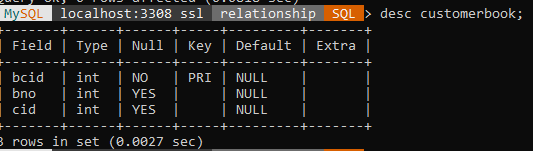 MySQL localhost:3308 ssl relationship SQL > desc customerbook;
+-------+------+------+-----+---------+-------+
| Field | Type | Null | Key | Default | Extra |
+-------+------+------+-----+---------+-------+
| bcid | int | NO | PRI | NULL | |
| bno | int | YES | | NULL | |
| cid | int | YES | | NULL | |
+-------+------+------+-----+---------+-------+
3 rows in set (0.0027 sec)